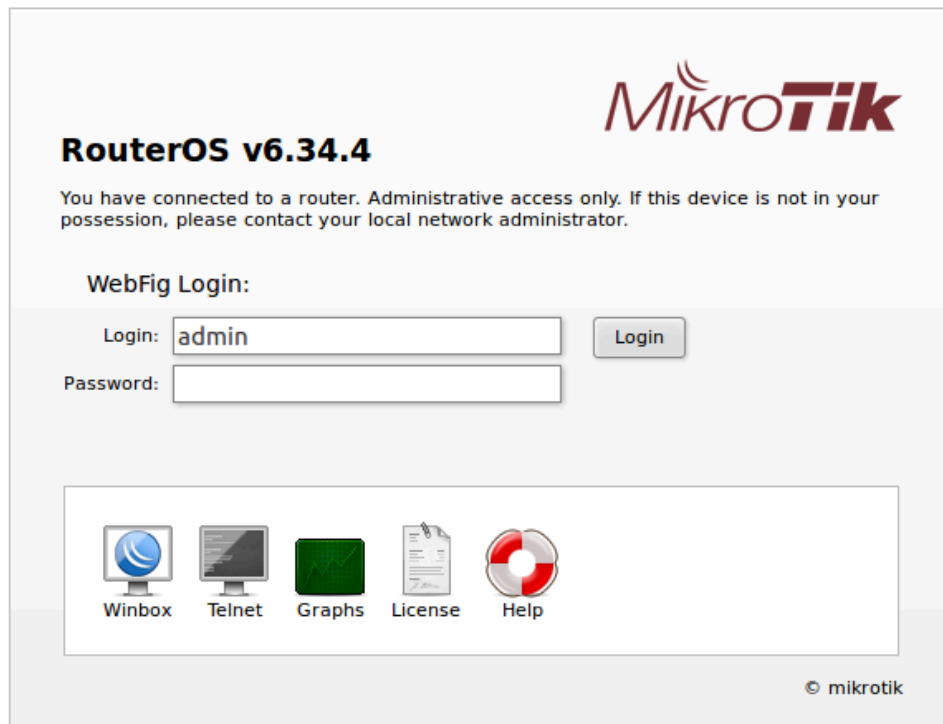 MikroTik
RouterOS v6.34.4
You have connected to a router. Administrative access only. If this device is not in your
possession, please contact your local network administrator.
WebFig Login:
Login: admin Login
Password:
Winbox Telnet Graphs License Help
© mikrotik